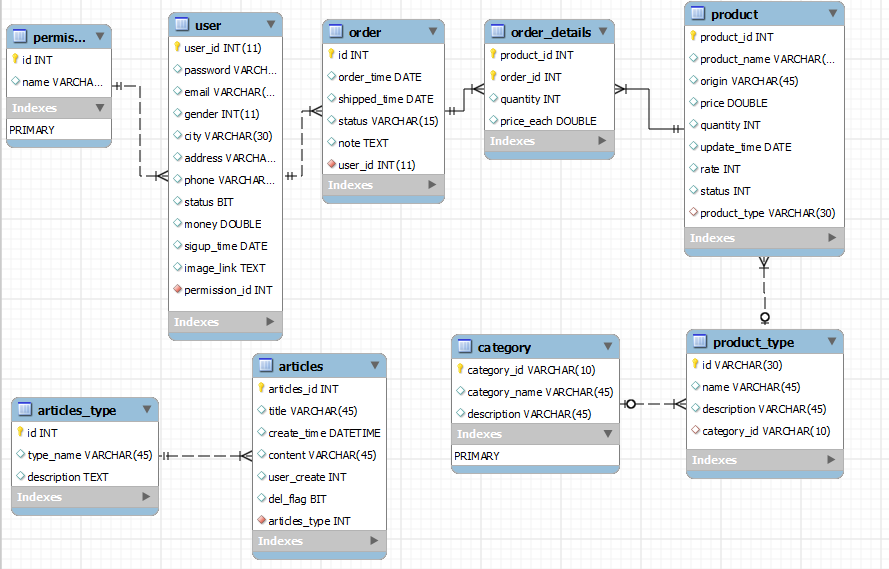 permis...
id INT
name VARCHA...
Indexes
PRIMARY
user
user_id INT(11)
password VARCH...
email VARCHAR(...
gender INT(11)
city VARCHAR(30)
address VARCHA...
phone VARCHAR...
status BIT
money DOUBLE
sigup_time DATE
image_link TEXT
permission_id INT
Indexes
order
id INT
order_time DATE
shipped_time DATE
status VARCHAR(15)
note TEXT
user_id INT(11)
Indexes
order_details
product_id INT
order_id INT
quantity INT
price_each DOUBLE
Indexes
product
product_id INT
product_name VARCHAR(...
origin VARCHAR(45)
price DOUBLE
quantity INT
update_time DATE
rate INT
status INT
product_type VARCHAR(30)
Indexes
articles_type
id INT
type_name VARCHAR(45)
description TEXT
Indexes
articles
articles_id INT
title VARCHAR(45)
create_time DATETIME
content VARCHAR(45)
user_create INT
del_flag BIT
articles_type INT
Indexes
category
category_id VARCHAR(10)
category_name VARCHAR(45)
description VARCHAR(45)
Indexes
PRIMARY
product_type
id VARCHAR(30)
name VARCHAR(45)
description VARCHAR(45)
category_id VARCHAR(10)
Indexes